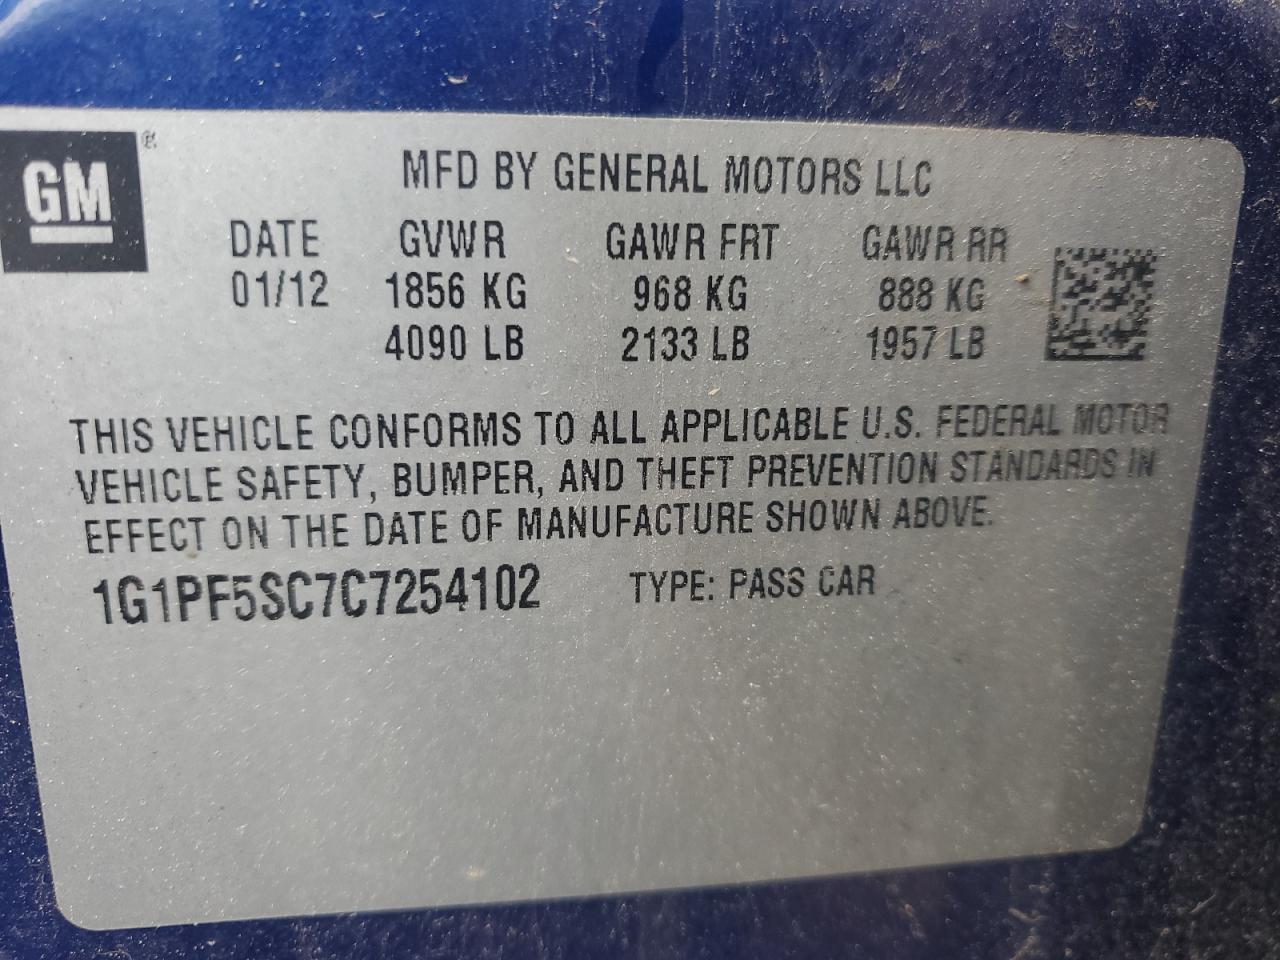 GM®
MFD BY GENERAL MOTORS LLC
DATE GVWR GAWR FRT GAWR RR
01/12 1856 KG 968 KG 888 KG
4090 LB 2133 LB 1957 LB
THIS VEHICLE CONFORMS TO ALL APPLICABLE U.S. FEDERAL MOTOR
VEHICLE SAFETY, BUMPER, AND THEFT PREVENTION STANDARDS IN
EFFECT ON THE DATE OF MANUFACTURE SHOWN ABOVE.
1G1PF5SC7C7254102 TYPE: PASS CAR